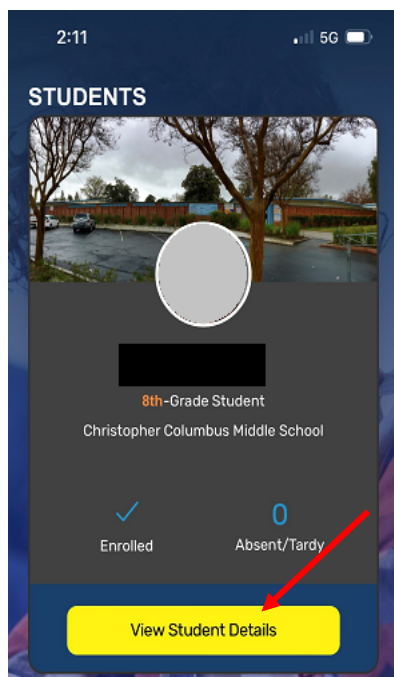 2:11 5G
STUDENTS
8th-Grade Student
Christopher Columbus Middle School
0
Enrolled Absent/Tardy
View Student Details